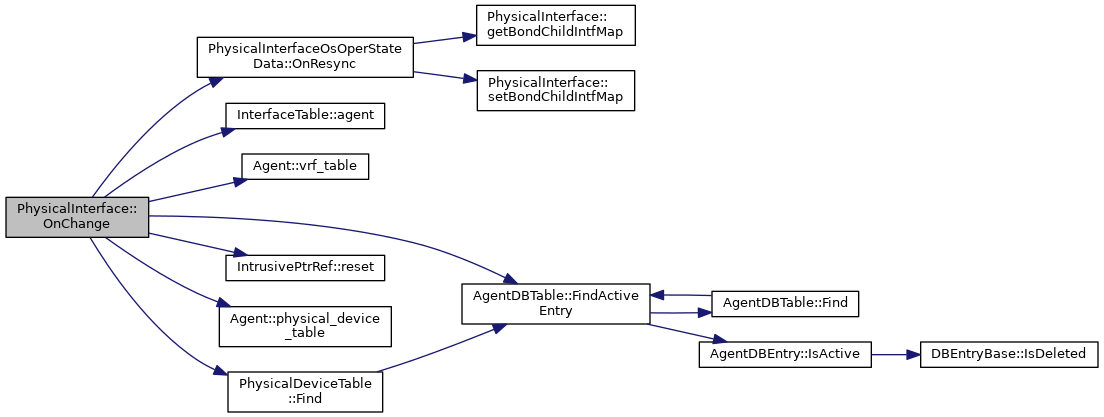 PhysicalInterface::
OnChange
PhysicalInterfaceOsOperState
Data::OnResync
PhysicalInterface::
getBondChildIntfMap
PhysicalInterface::
setBondChildIntfMap
InterfaceTable::agent
Agent::vrf_table
IntrusivePtrRef::reset
Agent::physical_device
_table
PhysicalDeviceTable
::Find
AgentDBTable::FindActive
Entry
AgentDBTable::Find
AgentDBEntry::IsActive
DBEntryBase::IsDeleted